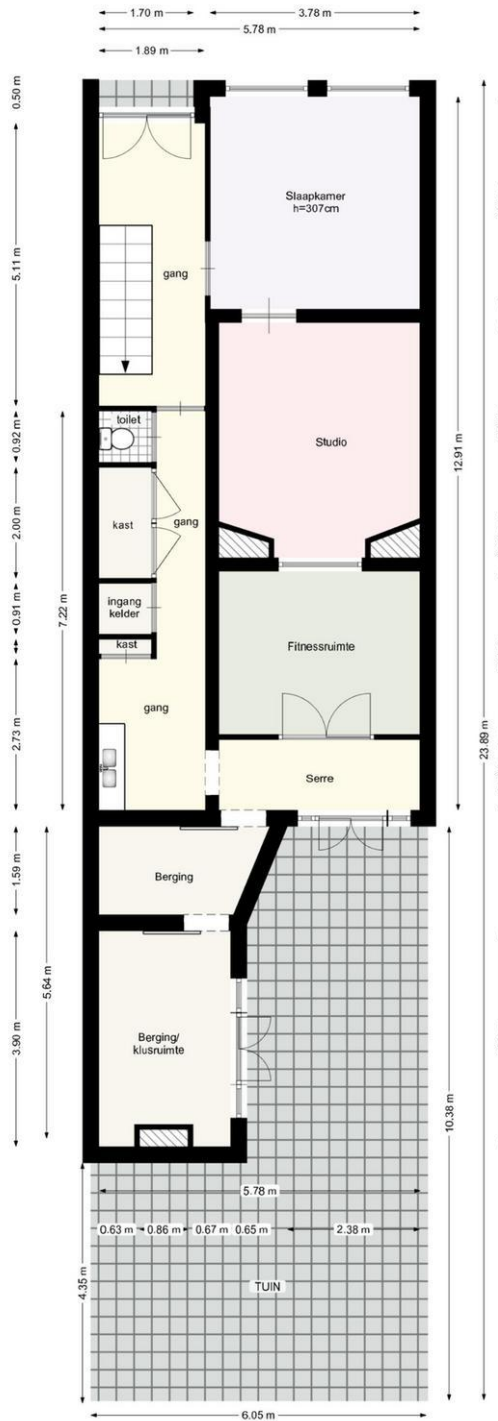 1.70 m
3.78 m
5.78 m
1.89 m
0.50 m
Slaapkamer
h=307cm
5.11 m
gang
toilet
0.92 m
Studio
12.91 m
kast
gang
2.00 m
ingang
kelder
0.91 m
7.22 m
kast
Fitnessruimte
gang
2.73 m
23.89 m
Serre
Berging
1.59 m
5.64 m
Berging/
klusruimte
3.90 m
10.38 m
5.78 m
0.63 m
0.86 m
0.67 m
0.65 m
2.38 m
4.35 m
TUIN
6.05 m